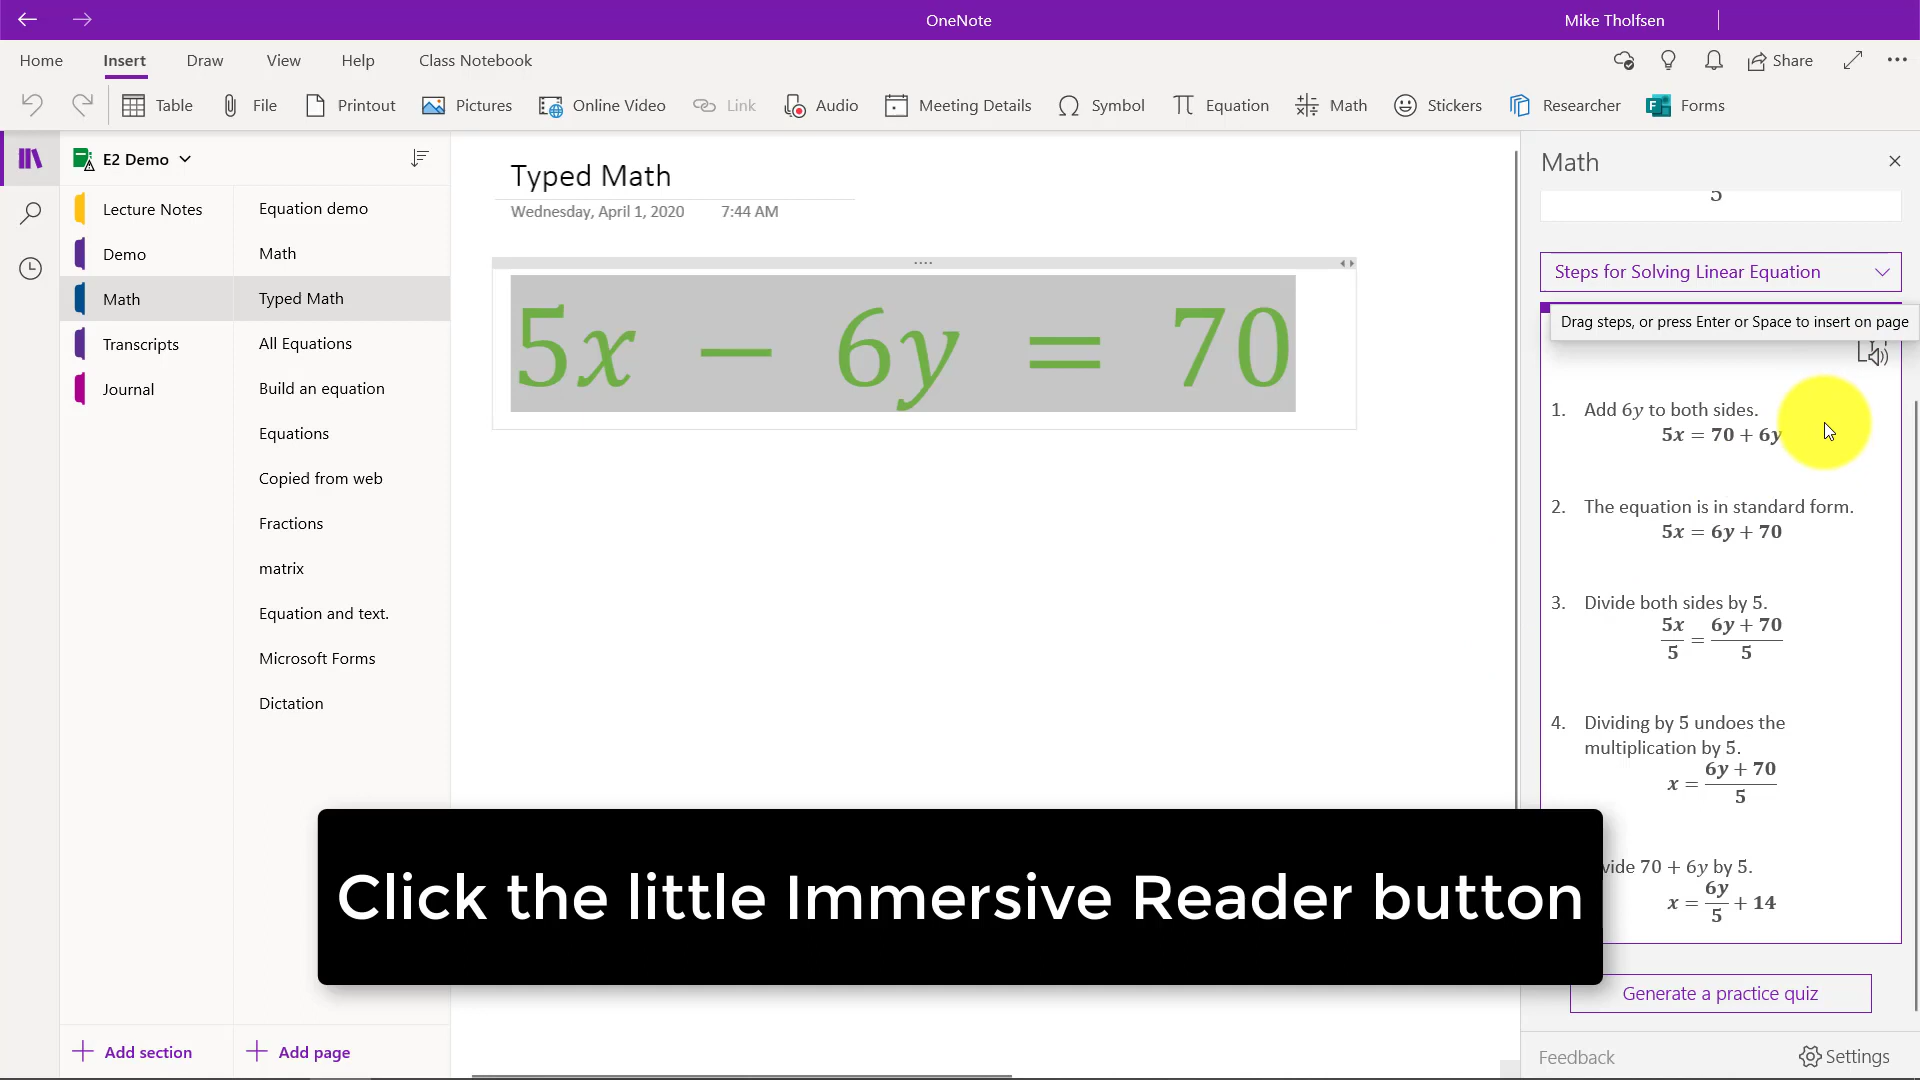 OneNote
Mike Tholfsen
Home Insert Draw View Help Class Notebook
Share
Table File Printout Pictures Online Video Link Audio Meeting Details Symbol Equation Math Stickers Researcher Forms
E2 Demo
Lecture Notes
Demo
Math
Transcripts
Journal
Equation demo
Math
Typed Math
All Equations
Build an equation
Equations
Copied from web
Fractions
matrix
Equation and text.
Microsoft Forms
Dictation
Add section
Add page
Typed Math
Wednesday, April 1, 2020 7:44 AM
5x − 6y = 70
Math
5
Steps for Solving Linear Equation
Drag steps, or press Enter or Space to insert on page
1. Add 6y to both sides.
5x = 70 + 6y
2. The equation is in standard form.
5x = 6y + 70
3. Divide both sides by 5.
5x/5 = (6y + 70)/5
4. Dividing by 5 undoes the
multiplication by 5.
x = (6y + 70)/5
70 + 6y by 5.
x = 6y/5 + 14
Click the little Immersive Reader button
Generate a practice quiz
Feedback
Settings